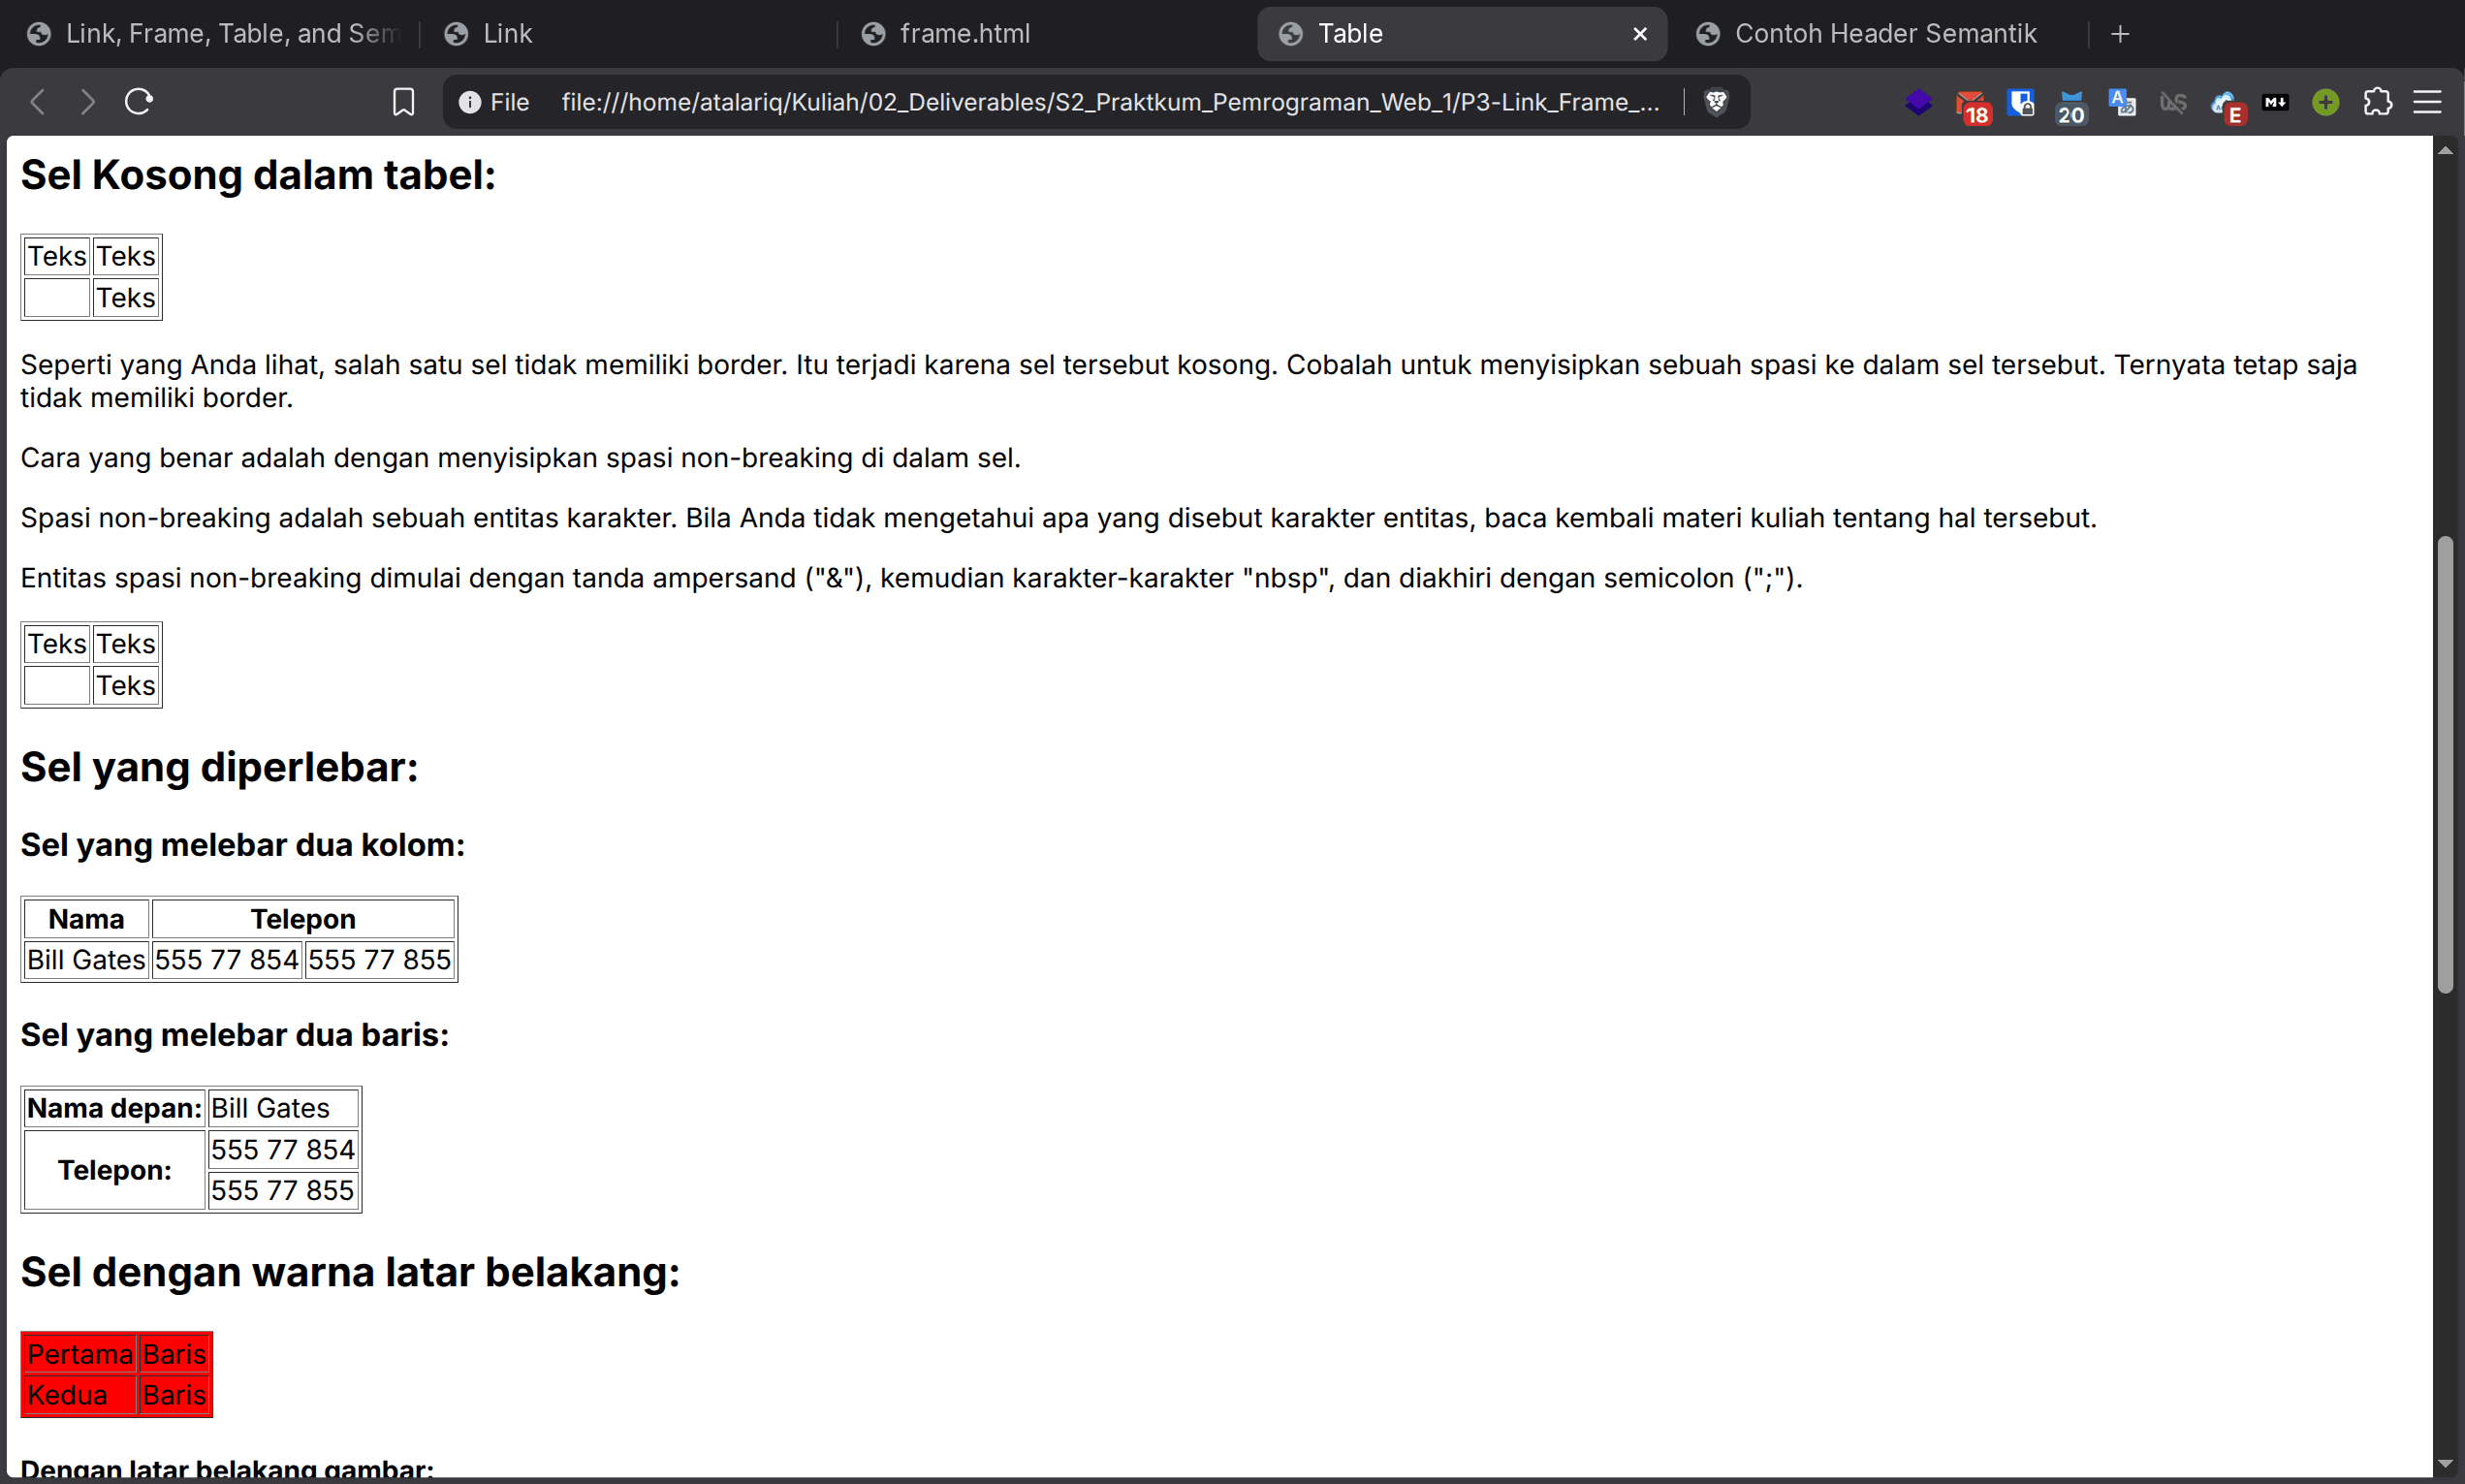 Link, Frame, Table, and Sem
Link
frame.html
Table
Contoh Header Semantik
File
file:///home/atalariq/Kuliah/02_Deliverables/S2_Praktkum_Pemrograman_Web_1/P3-Link_Frame_...
18
20
E
M
Sel Kosong dalam tabel:
Teks Teks
Teks
Seperti yang Anda lihat, salah satu sel tidak memiliki border. Itu terjadi karena sel tersebut kosong. Cobalah untuk menyisipkan sebuah spasi ke dalam sel tersebut. Ternyata tetap saja
tidak memiliki border.
Cara yang benar adalah dengan menyisipkan spasi non-breaking di dalam sel.
Spasi non-breaking adalah sebuah entitas karakter. Bila Anda tidak mengetahui apa yang disebut karakter entitas, baca kembali materi kuliah tentang hal tersebut.
Entitas spasi non-breaking dimulai dengan tanda ampersand ("&"), kemudian karakter-karakter "nbsp", dan diakhiri dengan semicolon (";").
Teks Teks
Teks
Sel yang diperlebar:
Sel yang melebar dua kolom:
Nama Telepon
Bill Gates 555 77 854 555 77 855
Sel yang melebar dua baris:
Nama depan: Bill Gates
Telepon: 555 77 854
555 77 855
Sel dengan warna latar belakang:
Pertama Baris
Kedua Baris
Dengan latar belakang gambar: